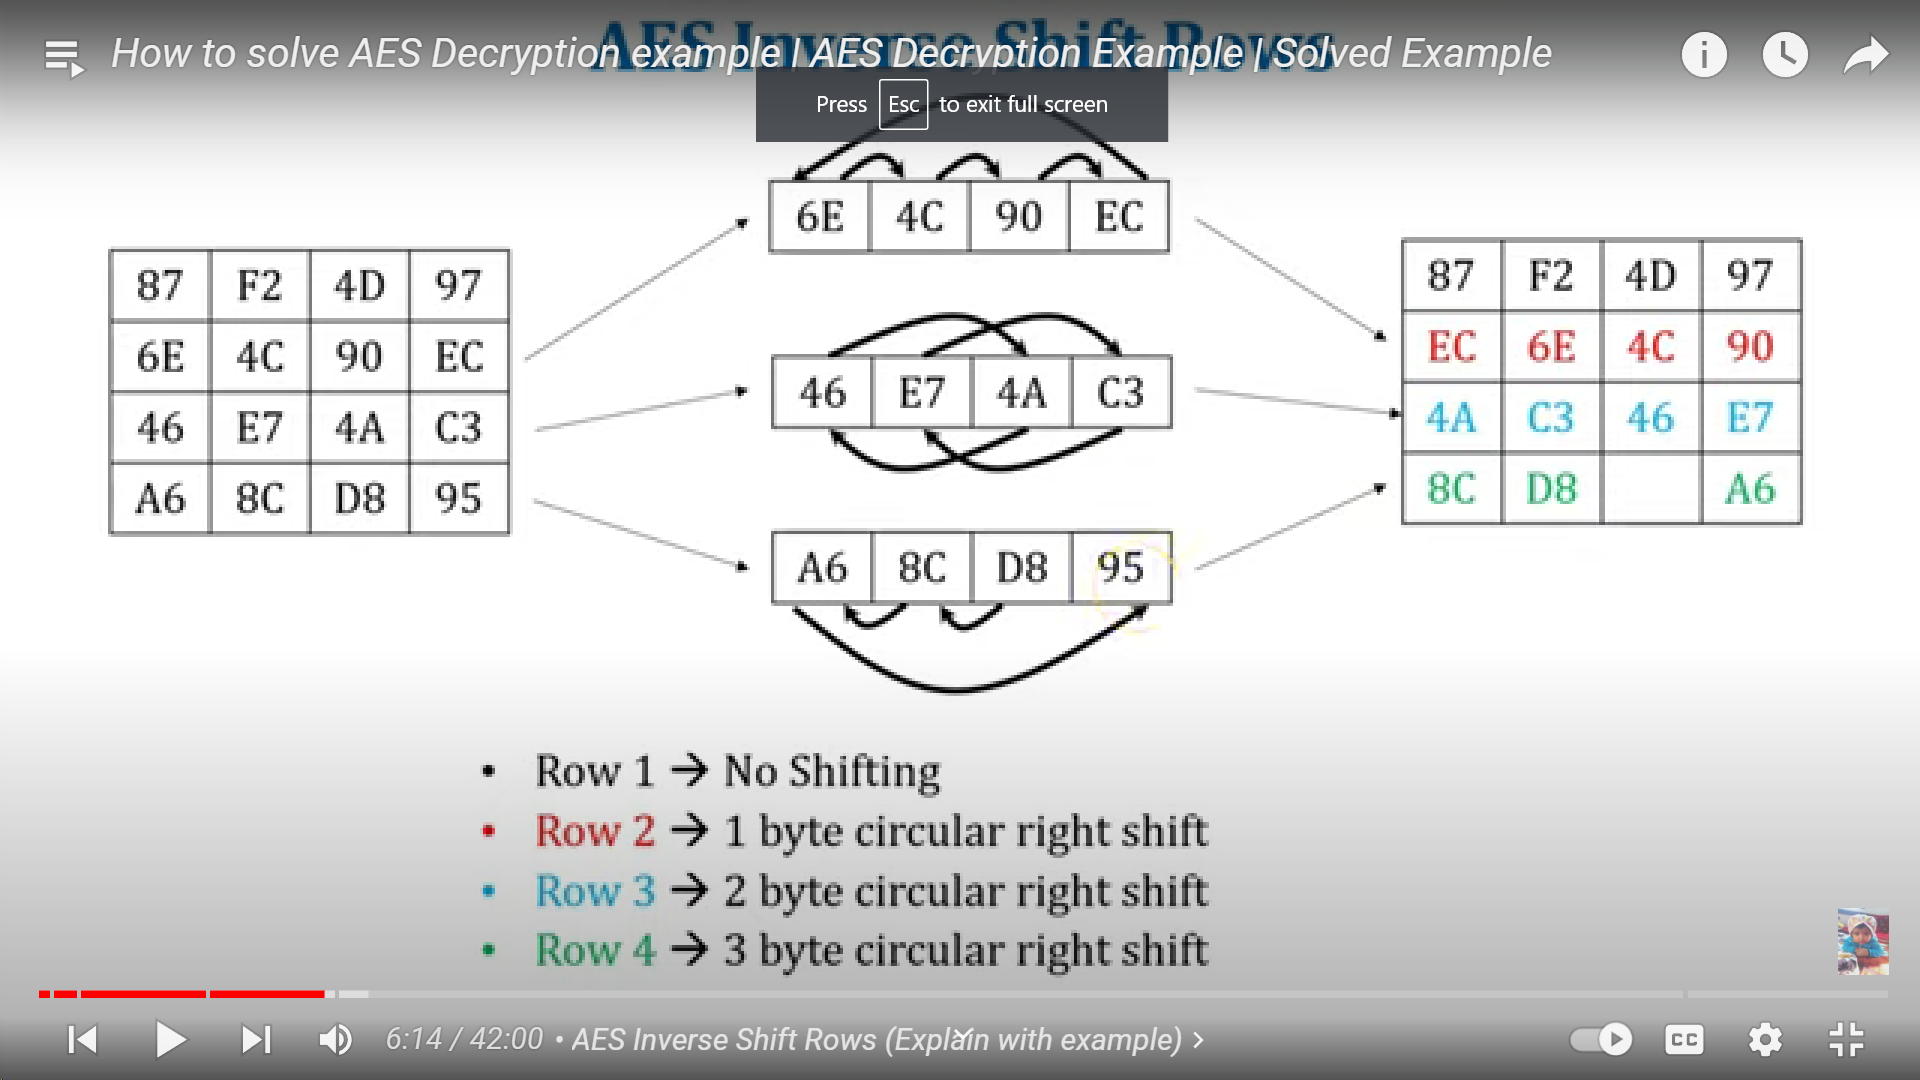 AES Inverse Shift Rows
How to solve AES Decryption example I AES Decryption Example | Solved Example
Press Esc to exit full screen
87 F2 4D 97
6E 4C 90 EC
46 E7 4A C3
A6 8C D8 95
6E 4C 90 EC
46 E7 4A C3
A6 8C D8 95
87 F2 4D 97
EC 6E 4C 90
4A C3 46 E7
8C D8 A6
• Row 1 → No Shifting
• Row 2 → 1 byte circular right shift
• Row 3 → 2 byte circular right shift
• Row 4 → 3 byte circular right shift
6:14 / 42:00 • AES Inverse Shift Rows (Explain with example)
CC